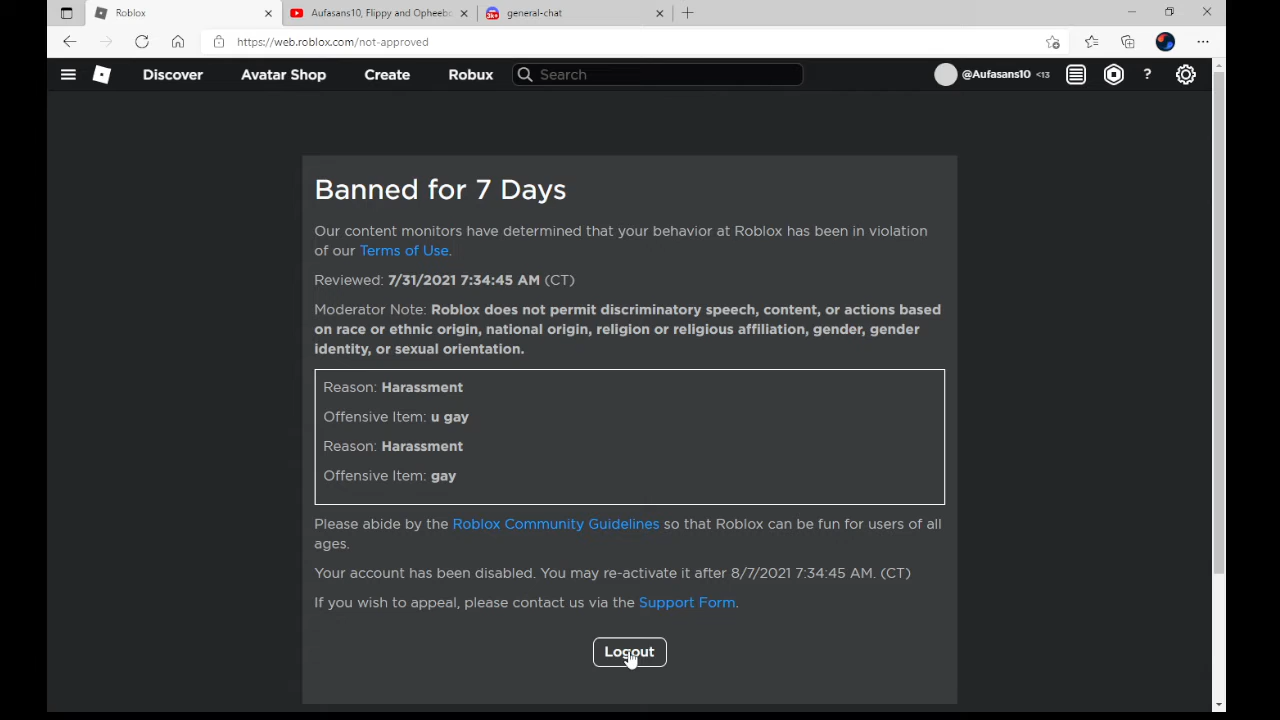 Roblox
Aufasans10, Flippy and Opheebo
general-chat
https://web.roblox.com/not-approved
Discover
Avatar Shop
Create
Robux
Search
@Aufasans10 <13
?
Banned for 7 Days
Our content monitors have determined that your behavior at Roblox has been in violation
of our Terms of Use.
Reviewed: 7/31/2021 7:34:45 AM (CT)
Moderator Note: Roblox does not permit discriminatory speech, content, or actions based
on race or ethnic origin, national origin, religion or religious affiliation, gender, gender
identity, or sexual orientation.
Reason: Harassment
Offensive Item: u gay
Reason: Harassment
Offensive Item: gay
Please abide by the Roblox Community Guidelines so that Roblox can be fun for users of all
ages.
Your account has been disabled. You may re-activate it after 8/7/2021 7:34:45 AM. (CT)
If you wish to appeal, please contact us via the Support Form.
Logout